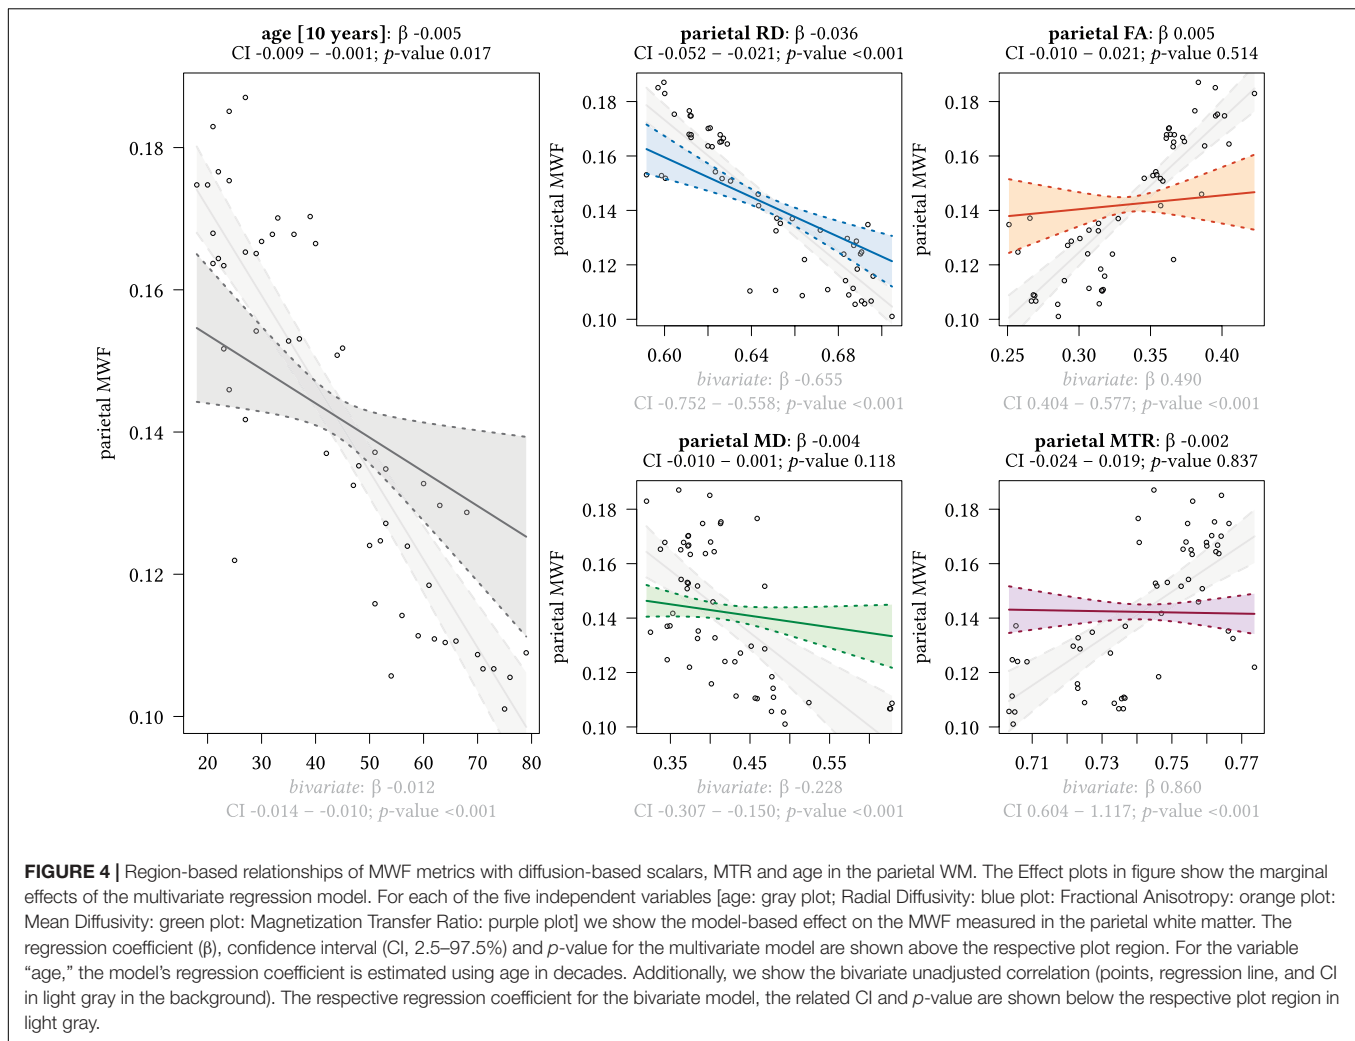 age [10 years]: β -0.005
CI -0.009 – -0.001; p-value 0.017
parietal MWF
0.18
0.16
0.14
0.12
0.10
20 30 40 50 60 70 80
bivariate: β -0.012
CI -0.014 – -0.010; p-value <0.001
parietal RD: β -0.036
CI -0.052 – -0.021; p-value <0.001
parietal MWF
0.18
0.16
0.14
0.12
0.10
0.60 0.64 0.68
bivariate: β -0.655
CI -0.752 – -0.558; p-value <0.001
parietal FA: β 0.005
CI -0.010 – 0.021; p-value 0.514
parietal MWF
0.18
0.16
0.14
0.12
0.10
0.25 0.30 0.35 0.40
bivariate: β 0.490
CI 0.404 – 0.577; p-value <0.001
parietal MD: β -0.004
CI -0.010 – 0.001; p-value 0.118
parietal MWF
0.18
0.16
0.14
0.12
0.10
0.35 0.45 0.55
bivariate: β -0.228
CI -0.307 – -0.150; p-value <0.001
parietal MTR: β -0.002
CI -0.024 – 0.019; p-value 0.837
parietal MWF
0.18
0.16
0.14
0.12
0.10
0.71 0.73 0.75 0.77
bivariate: β 0.860
CI 0.604 – 1.117; p-value <0.001
FIGURE 4 | Region-based relationships of MWF metrics with diffusion-based scalars, MTR and age in the parietal WM. The Effect plots in figure show the marginal
effects of the multivariate regression model. For each of the five independent variables [age: gray plot; Radial Diffusivity: blue plot: Fractional Anisotropy: orange plot:
Mean Diffusivity: green plot: Magnetization Transfer Ratio: purple plot] we show the model-based effect on the MWF measured in the parietal white matter. The
regression coefficient (β), confidence interval (CI, 2.5–97.5%) and p-value for the multivariate model are shown above the respective plot region. For the variable
“age,” the model’s regression coefficient is estimated using age in decades. Additionally, we show the bivariate unadjusted correlation (points, regression line, and CI
in light gray in the background). The respective regression coefficient for the bivariate model, the related CI and p-value are shown below the respective plot region in
light gray.